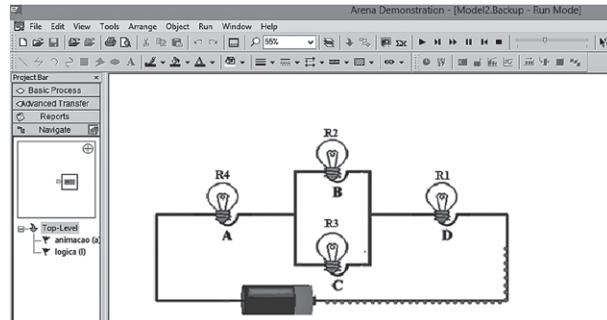 Arena Demonstration - [Model2.Backup - Run Mode]
File Edit View Tools Arrange Object Run Window Help
55%
Project Bar
Basic Process
Advanced Transfer
Reports
Navigate
Top-Level
animacao (a)
logica (l)
R2
B
R4
A
R3
C
R1
D